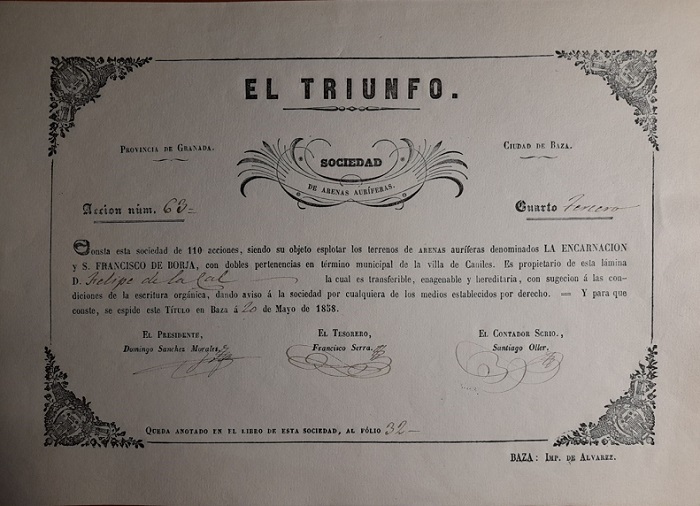 EL TRIUNFO.
PROVINCIA DE GRANADA.
CIUDAD DE BAZA.
SOCIEDAD
DE ARENAS AURÍFERAS.
Accion núm. 63-
Cuarto Tercero
Consta esta sociedad de 110 acciones, siendo su objeto esplotar los terrenos de ARENAS auríferas denominados LA ENCARNACION
y S. FRANCISCO DE BORJA, con dobles pertenencias en término municipal de la villa de Caniles. Es propietario de esta lámina
D. Felipe de la Cal la cual es transferible, enagenable y hereditaria, con sugecion á las con-
diciones de la escritura orgánica, dando aviso á la sociedad por cualquiera de los medios establecidos por derecho. — Y para que
conste, se espide este Título en Baza á 20 de Mayo de 1858.
EL PRESIDENTE,
EL TESORERO,
EL CONTADOR SCRIO.,
Domingo Sanchez Morales.
Francisco Serra.
Santiago Oller.
QUEDA ANOTADO EN EL LIBRO DE ESTA SOCIEDAD, AL FÓLIO 32-
BAZA: IMP. DE ALVAREZ.